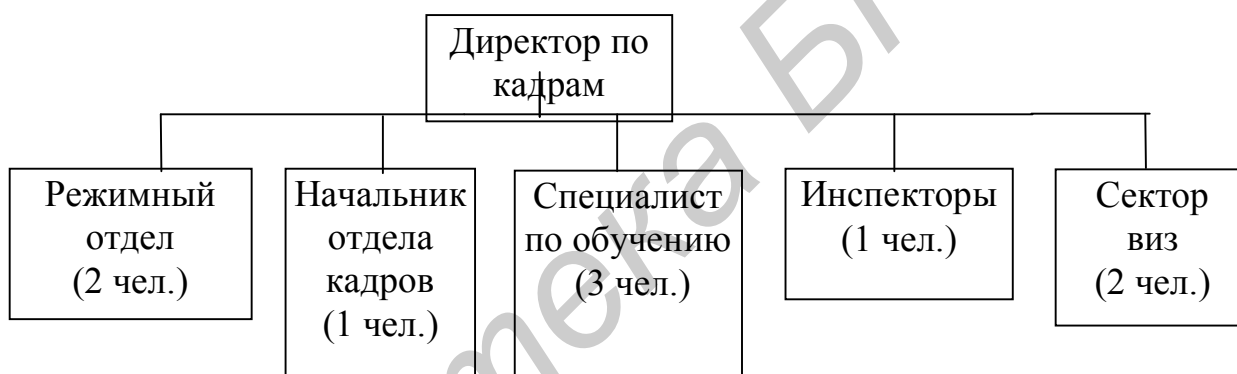 Директор по
кадрам
Режимный
отдел
(2 чел.)
Начальник
отдела
кадров
(1 чел.)
Специалист
по обучению
(3 чел.)
Инспекторы
(1 чел.)
Сектор
виз
(2 чел.)